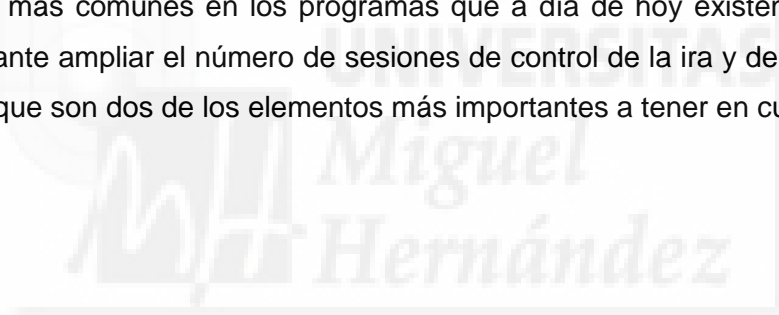 más comunes en los programas que a día de hoy existen
ante ampliar el número de sesiones de control de la ira y de
que son dos de los elementos más importantes a tener en cu
UNIVERSITAS
Miguel
Hernández